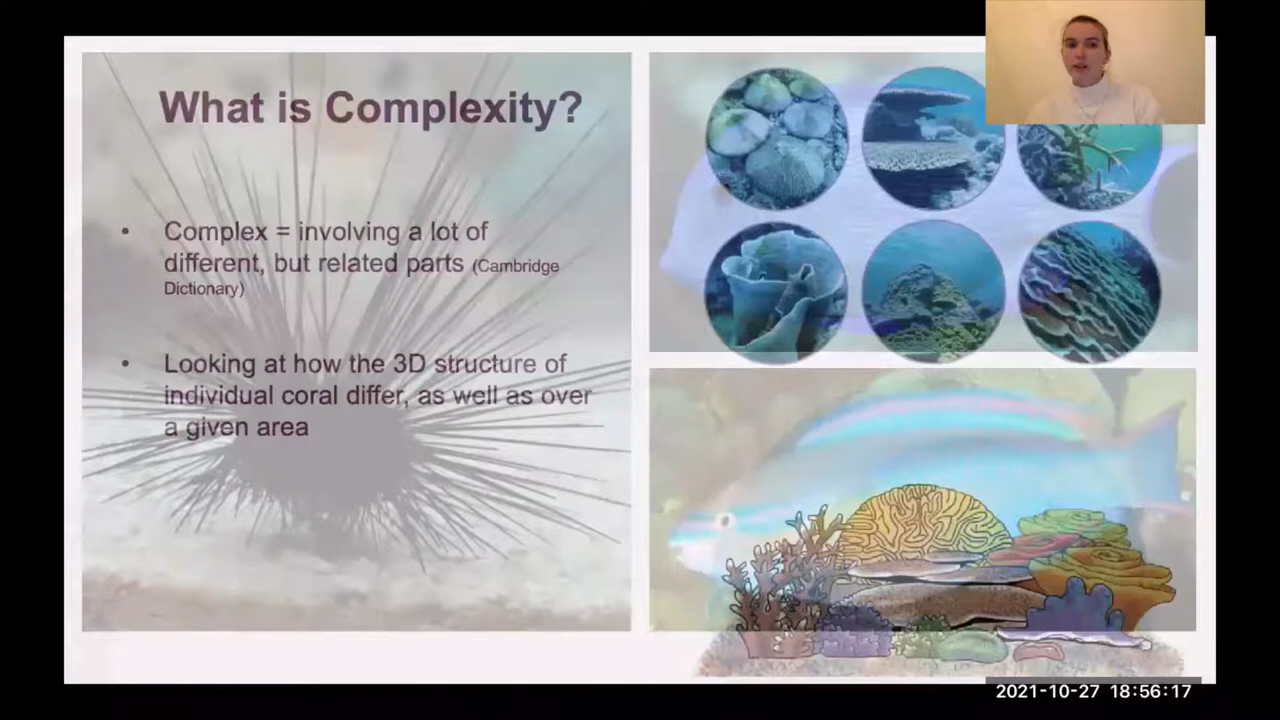 What is Complexity?
• Complex = involving a lot of
different, but related parts (Cambridge
Dictionary)
• Looking at how the 3D structure of
individual coral differ, as well as over
a given area
2021-10-27 18:56:17